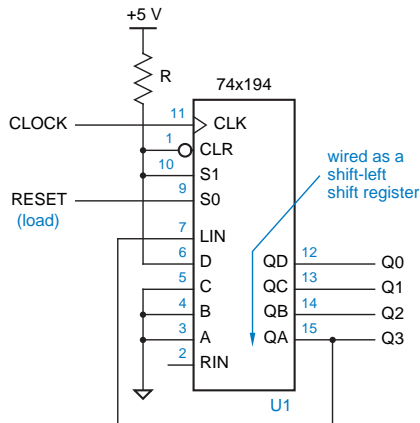 +5 V
R
74x194
CLOCK
11
CLK
1
CLR
10
S1
RESET
(load)
9
S0
7
LIN
6
D
5
C
4
B
3
A
2
RIN
wired as a
shift-left
shift register
QD
12
Q0
QC
13
Q1
QB
14
Q2
QA
15
Q3
U1